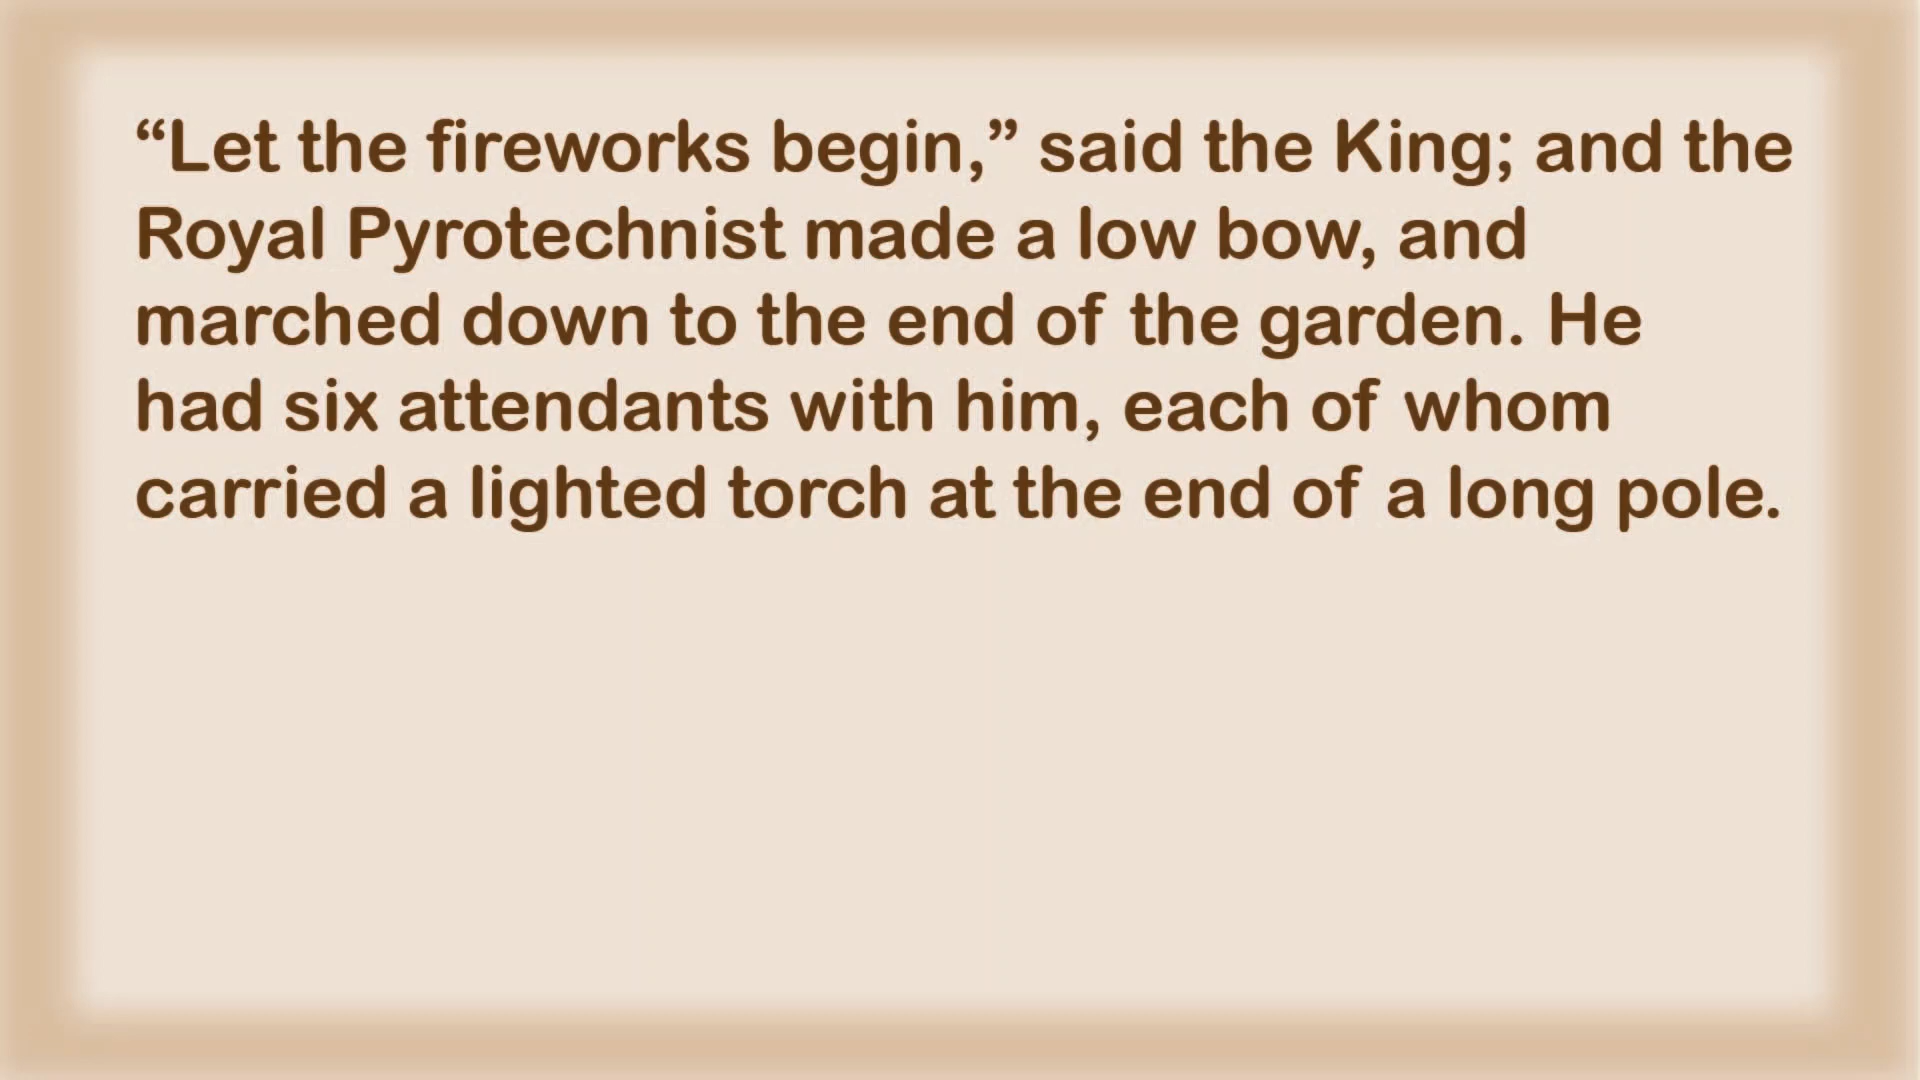 “Let the fireworks begin,” said the King; and the
Royal Pyrotechnist made a low bow, and
marched down to the end of the garden. He
had six attendants with him, each of whom
carried a lighted torch at the end of a long pole.